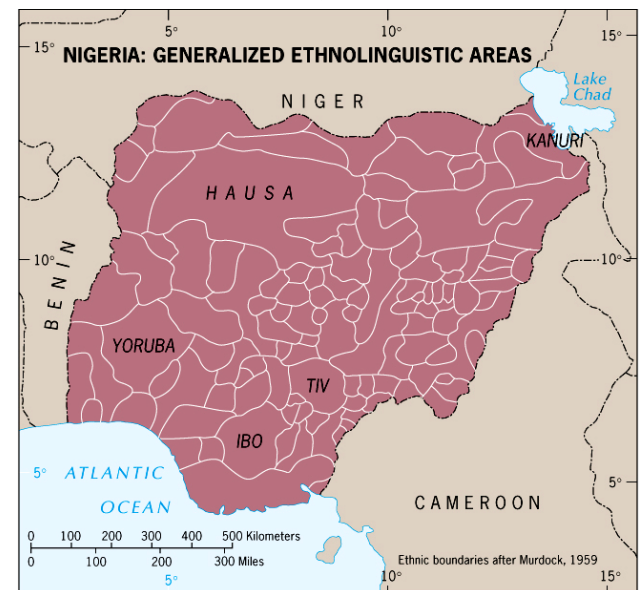 5°
10°
15°
15°
NIGERIA: GENERALIZED ETHNOLINGUISTIC AREAS
Lake
Chad
NIGER
KANURI
HAUSA
BENIN
10°
10°
YORUBA
TIV
IBO
5°
ATLANTIC
OCEAN
5°
CAMEROON
0 100 200 300 400 500 Kilometers
0 100 200 300 Miles
Ethnic boundaries after Murdock, 1959
5°
10°
15°